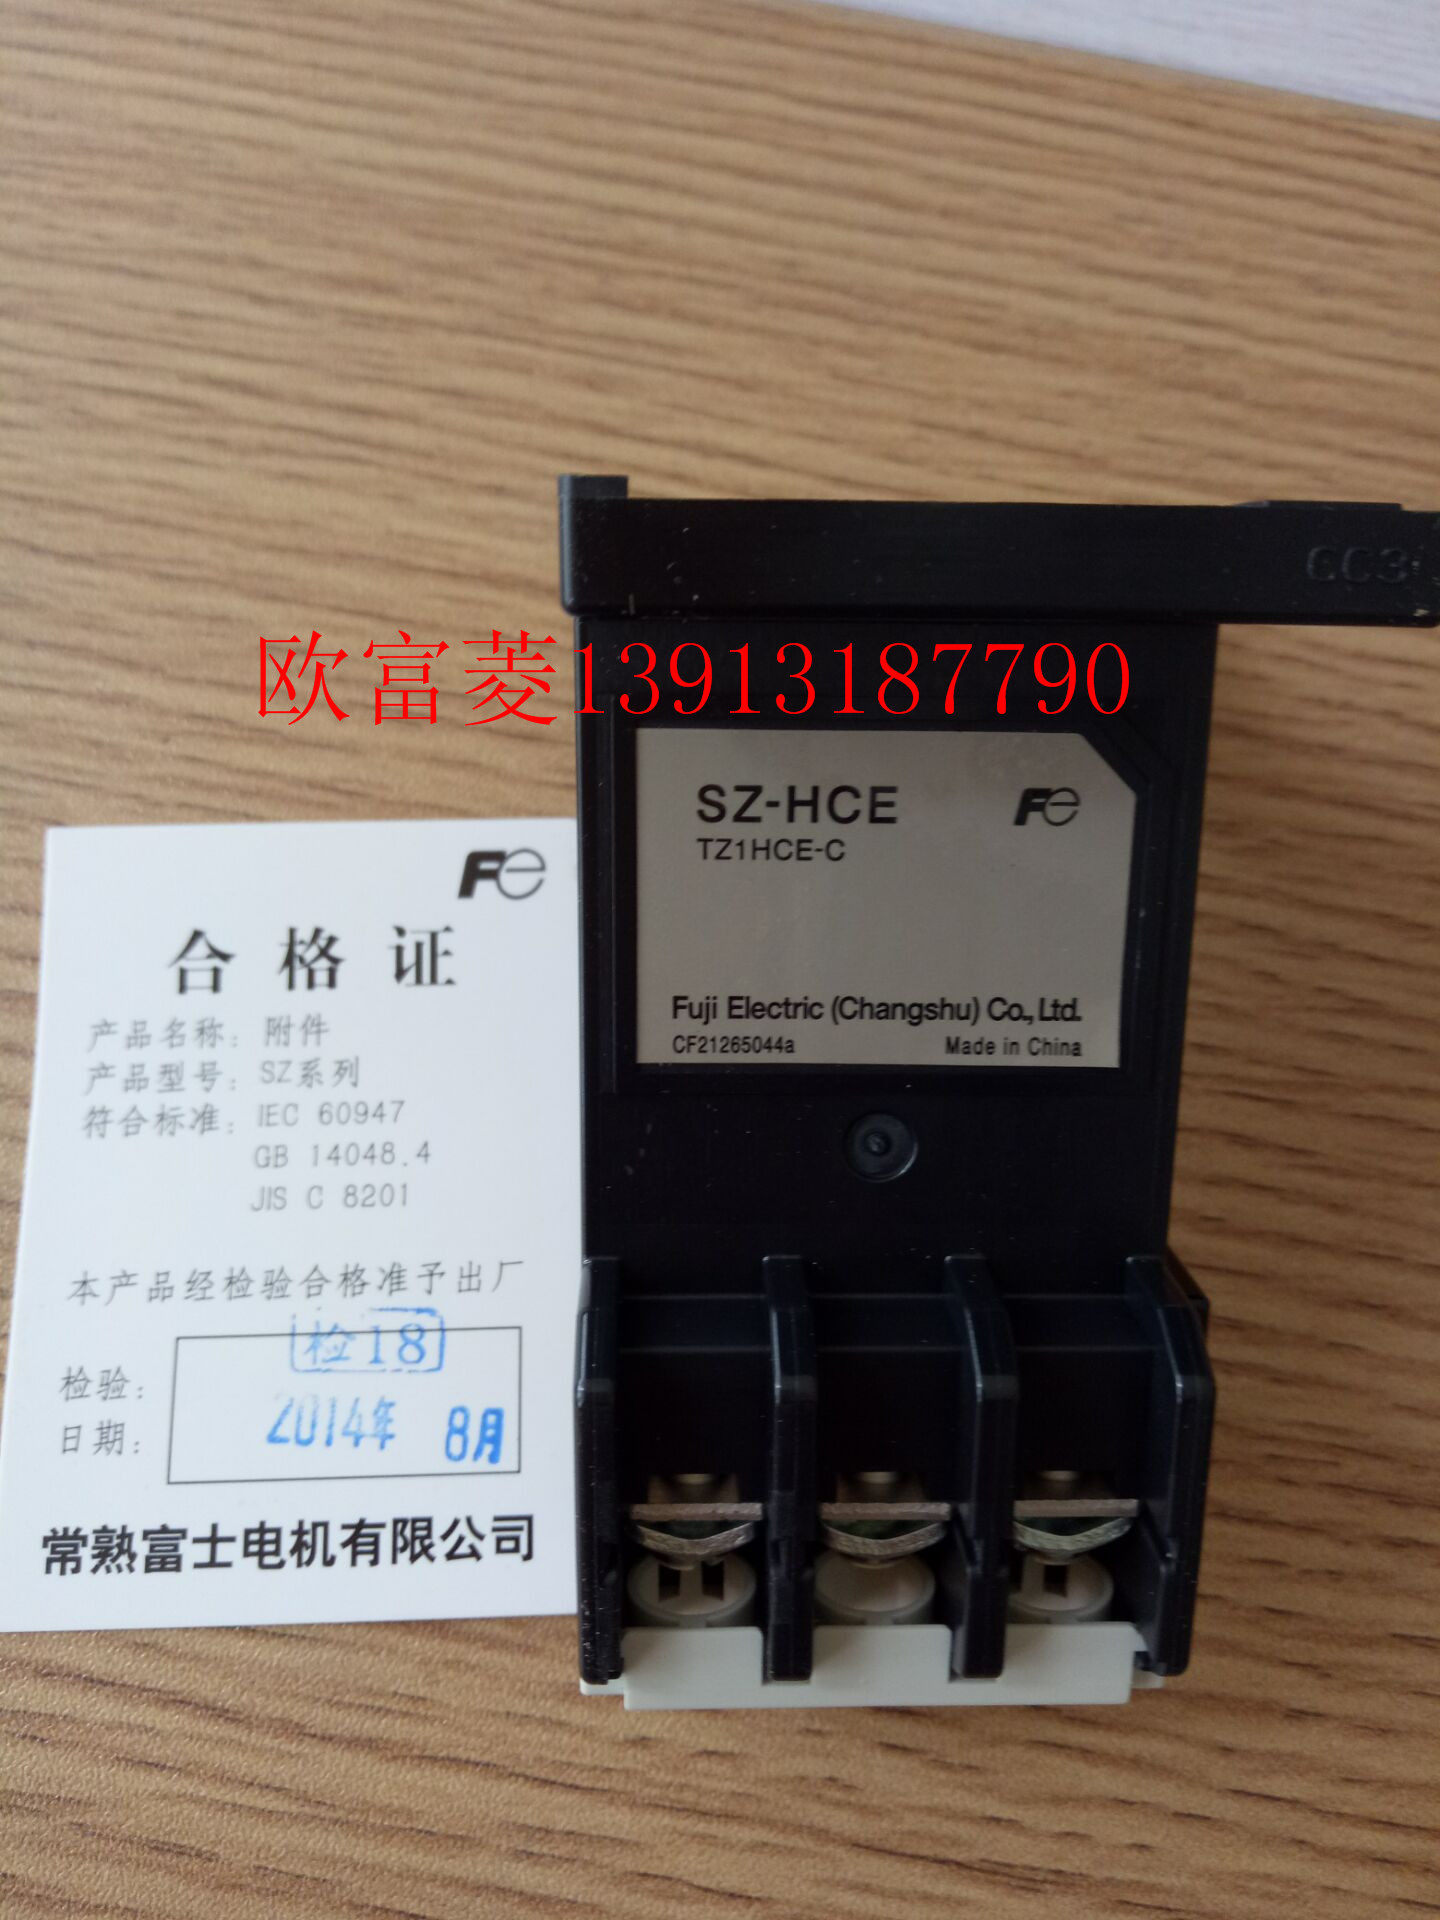 CC3
欧富菱13913187790
SZ-HCE
Fe
TZ1HCE-C
Fuji Electric (Changshu) Co., Ltd.
CF21265044a
Made in China
Fe
合格证
产品名称：附件
产品型号：SZ系列
符合标准：IEC 60947
GB 14048.4
JIS C 8201
本产品经检验合格准予出厂
检验：
检18
日期：
2014年 8月
常熟富士电机有限公司